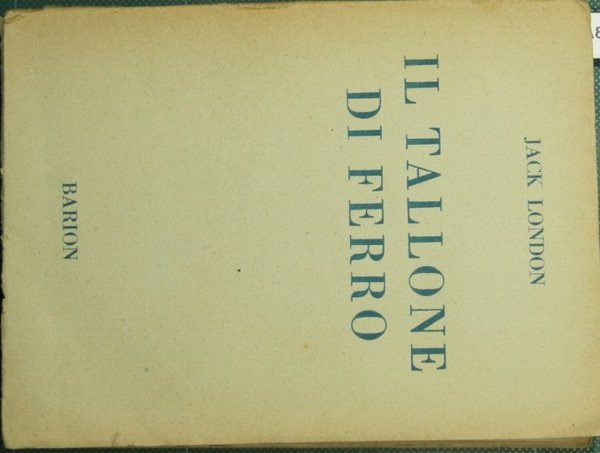 JACK LONDON
IL TALLONE
DI FERRO
BARION